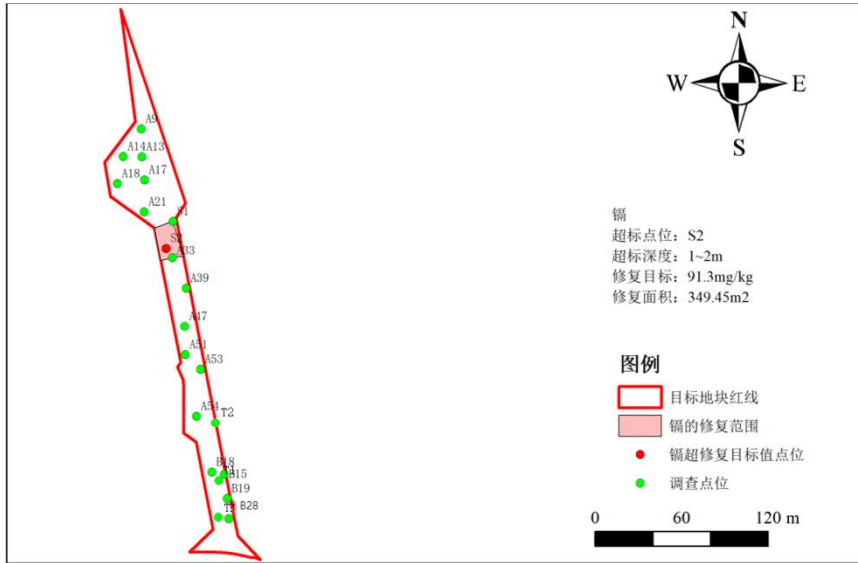 N
W E
S
A9
A14 A13
A18 A17
A21 S1
S2
A33
A39
A47
A51
A53
A54 T2
B18
B15
B19
B28
镉
超标点位：S2
超标深度：1~2m
修复目标：91.3mg/kg
修复面积：349.45m2
图例
目标地块红线
镉的修复范围
镉超修复目标值点位
调查点位
0 60 120 m